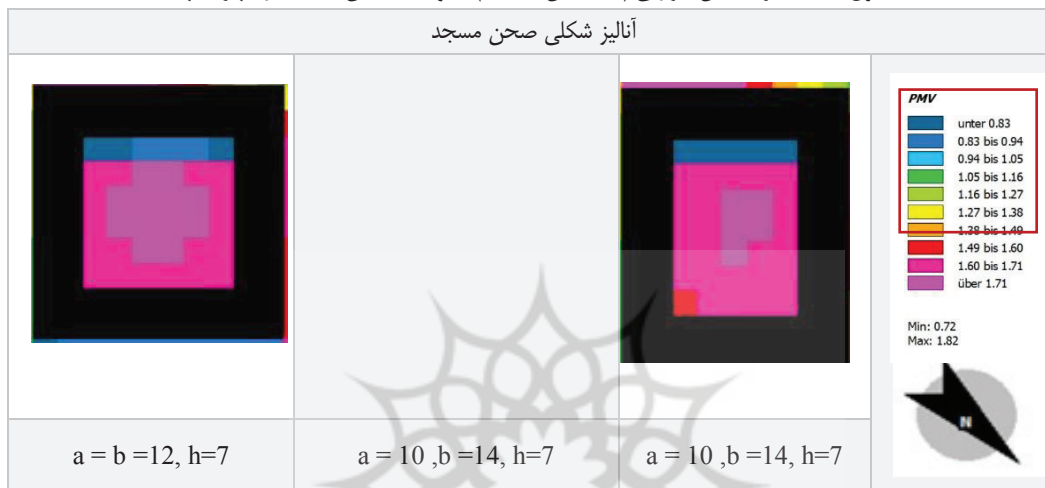 آنالیز شکلی صحن مسجد
PMV
unter 0.83
0.83 bis 0.94
0.94 bis 1.05
1.05 bis 1.16
1.16 bis 1.27
1.27 bis 1.38
1.38 bis 1.49
1.49 bis 1.60
1.60 bis 1.71
über 1.71
Min: 0.72
Max: 1.82
N
a = b =12, h=7
a = 10 ,b =14, h=7
a = 10 ,b =14, h=7